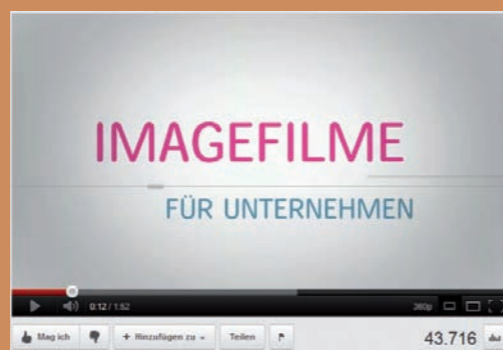 IMAGEFILME
FÜR UNTERNEHMEN
0:12 / 1:52
360p
Mag ich
+ Hinzufügen zu
Teilen
43.716